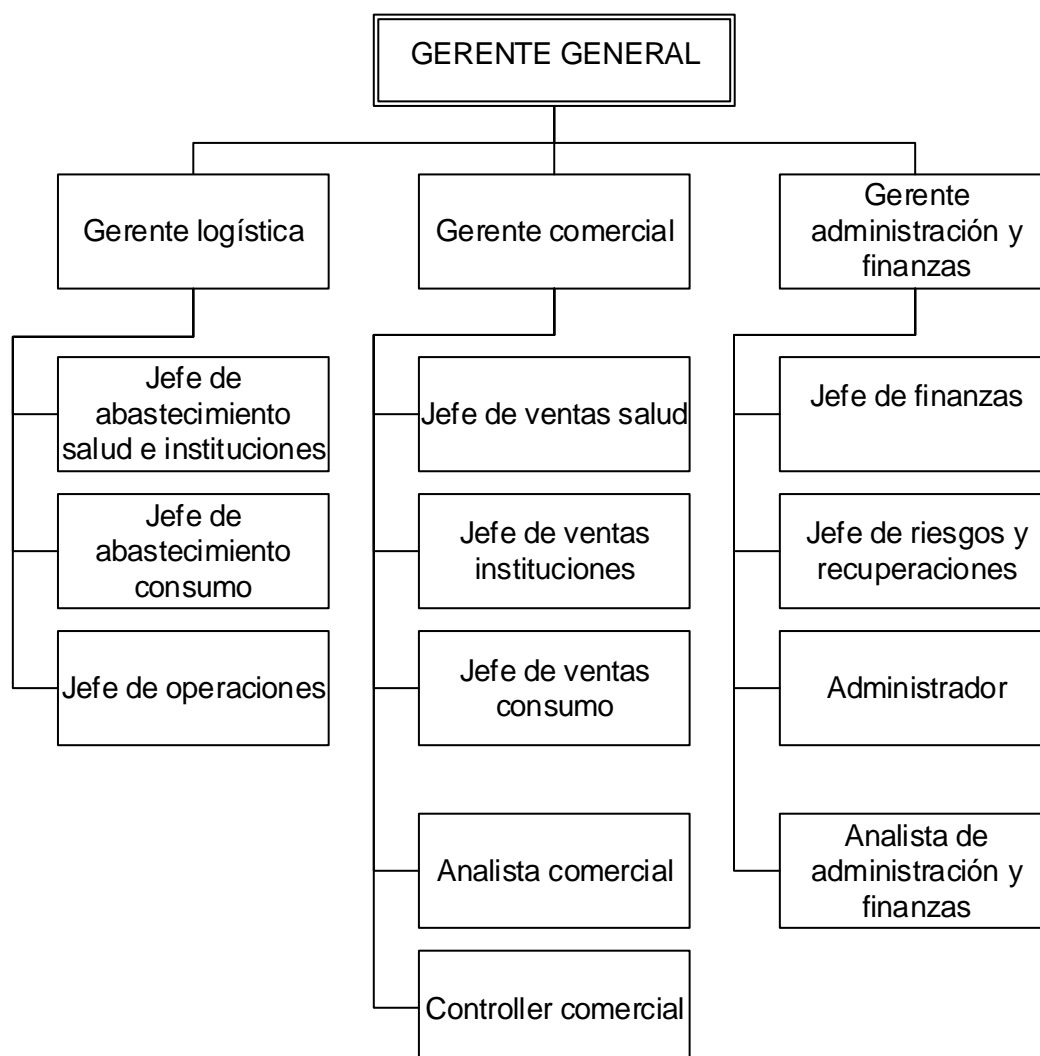 GERENTE GENERAL
Gerente logística
Gerente comercial
Gerente
administración y
finanzas
Jefe de
abastecimiento
salud e instituciones
Jefe de ventas salud
Jefe de finanzas
Jefe de
abastecimiento
consumo
Jefe de ventas
instituciones
Jefe de riesgos y
recuperaciones
Jefe de operaciones
Jefe de ventas
consumo
Administrador
Analista comercial
Analista de
administración y
finanzas
Controller comercial